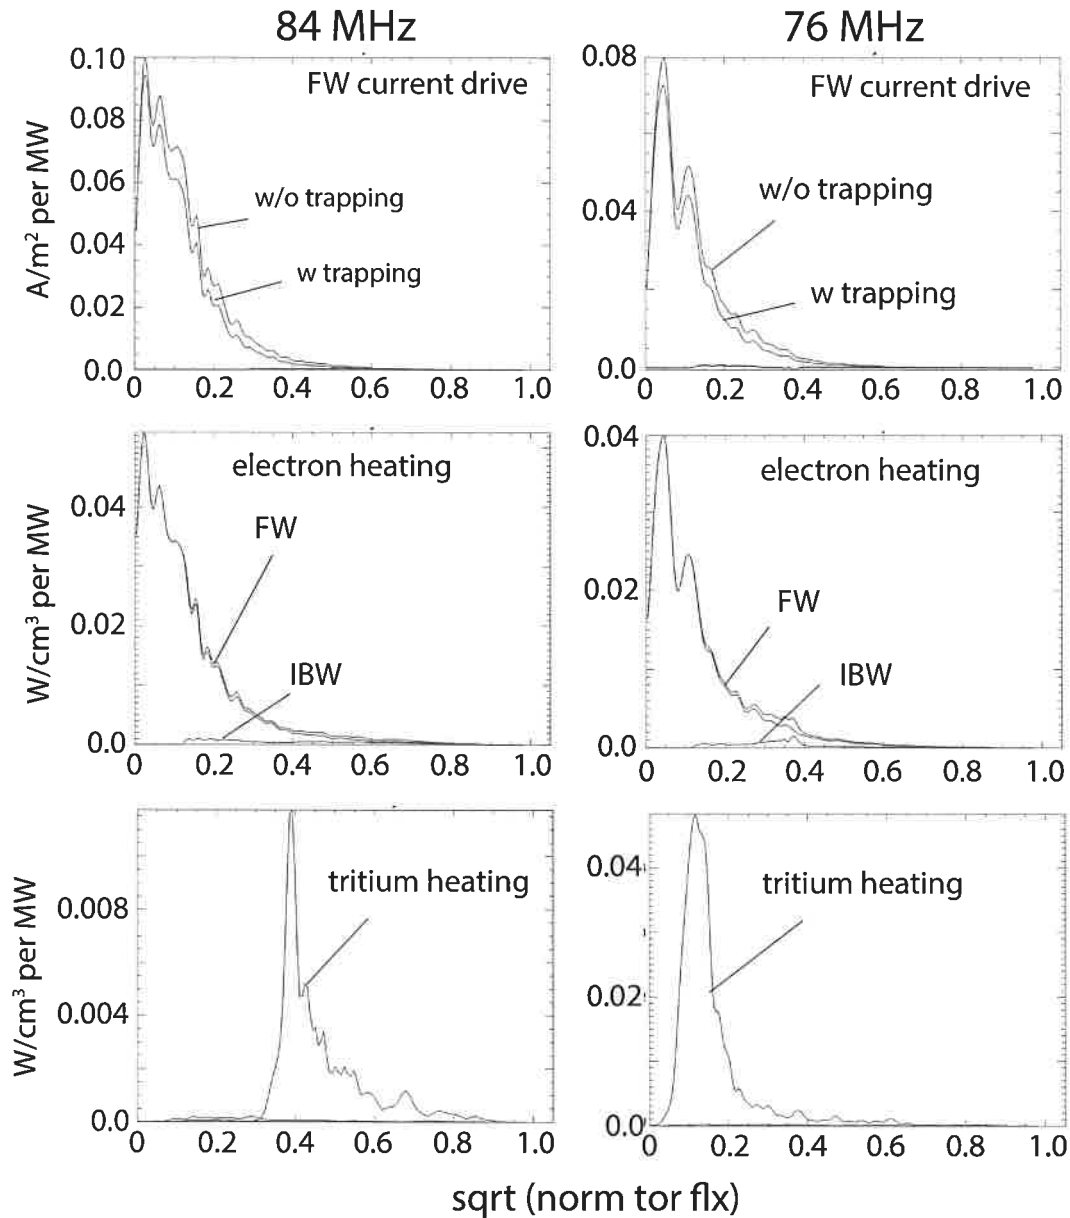 84 MHz
76 MHz
A/m² per MW
0.10
0.08
0.06
0.04
0.02
0.0
FW current drive
w/o trapping
w trapping
0 0.2 0.4 0.6 0.8 1.0
0.08
0.04
0.0
FW current drive
w/o trapping
w trapping
0 0.2 0.4 0.6 0.8 1.0
W/cm³ per MW
0.04
0.02
0.0
electron heating
FW
IBW
0 0.2 0.4 0.6 0.8 1.0
0.04
0.02
0.0
electron heating
FW
IBW
0 0.2 0.4 0.6 0.8 1.0
W/cm³ per MW
0.008
0.004
0.0
tritium heating
0 0.2 0.4 0.6 0.8 1.0
0.04
0.02
0.0
tritium heating
0 0.2 0.4 0.6 0.8 1.0
sqrt (norm tor flx)